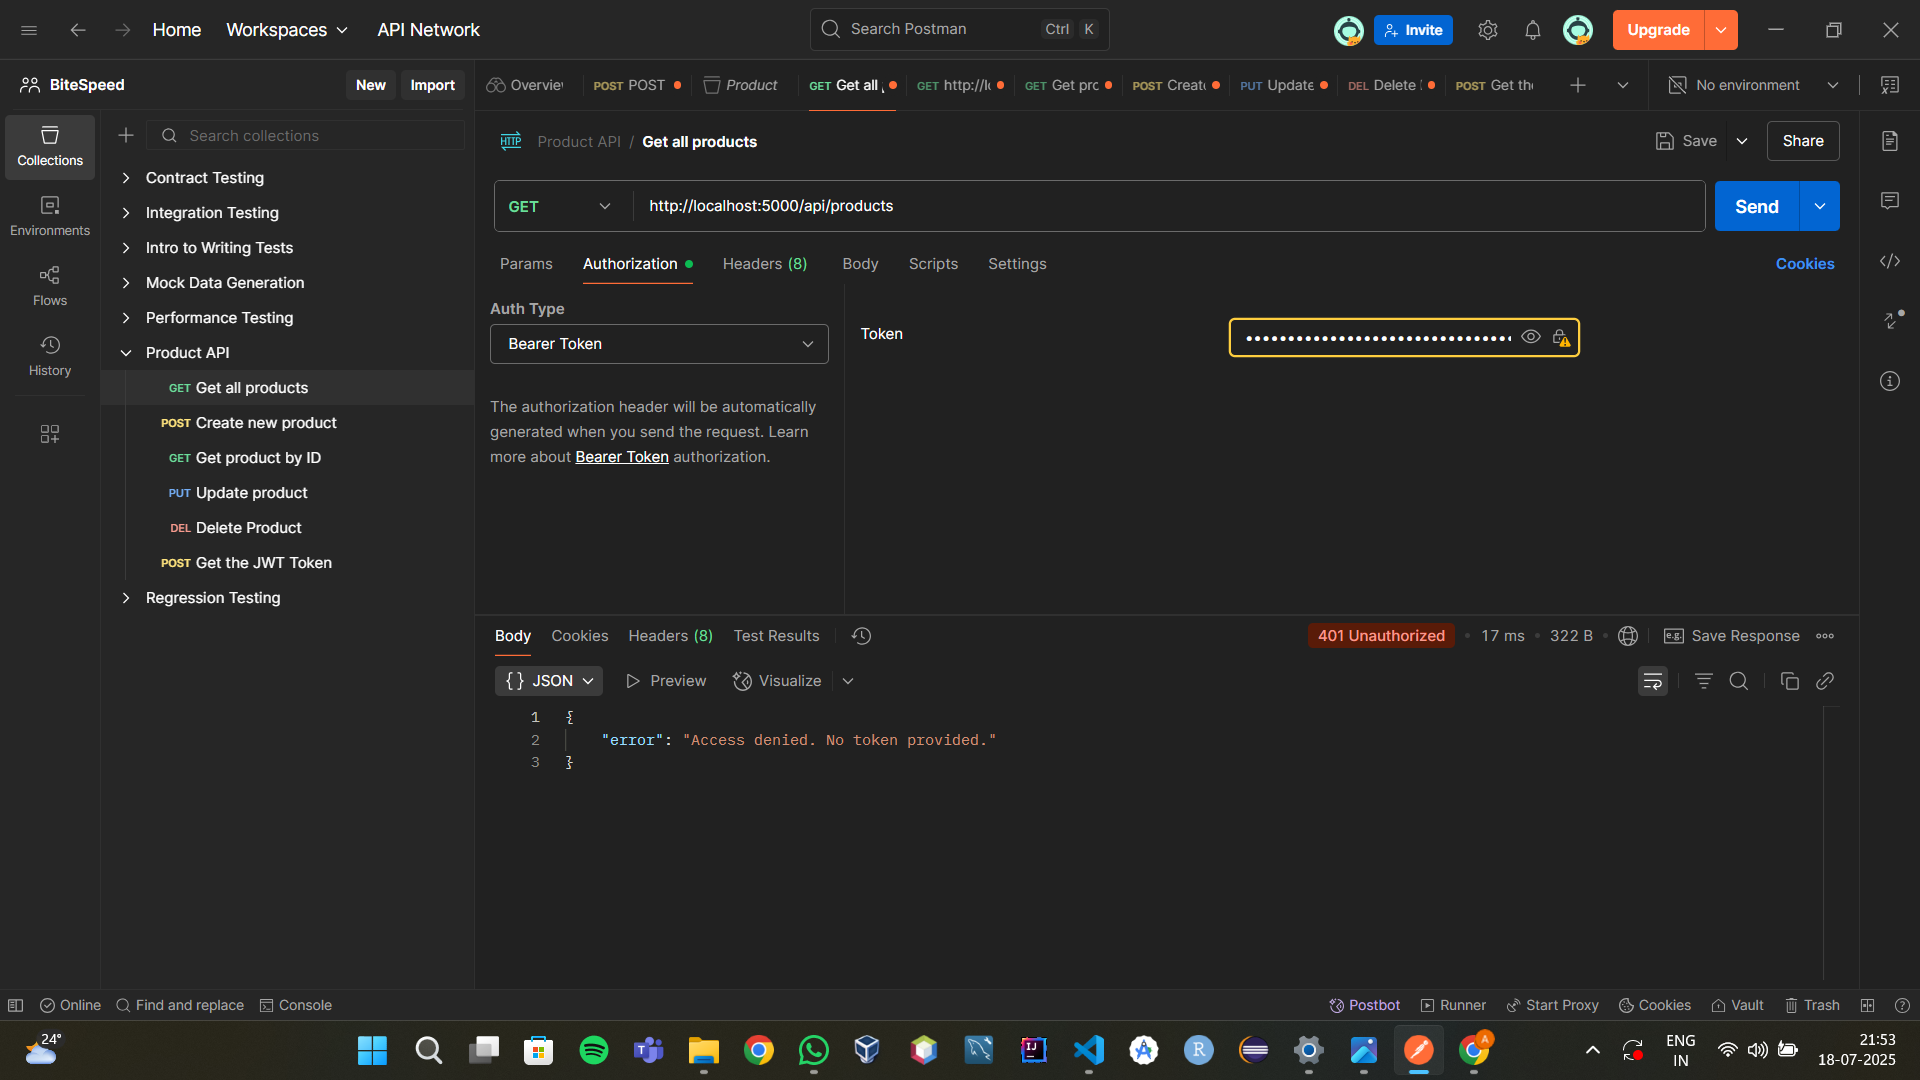 Home
Workspaces
API Network
Search Postman
Ctrl
K
Invite
Upgrade
BiteSpeed
New
Import
Overvie
POST POST
Product
GET Get all
GET http://l
GET Get pro
POST Create
PUT Update
DEL Delete
POST Get the
No environment
Collections
Environments
Flows
History
Search collections
Contract Testing
Integration Testing
Intro to Writing Tests
Mock Data Generation
Performance Testing
Product API
GET Get all products
POST Create new product
GET Get product by ID
PUT Update product
DEL Delete Product
POST Get the JWT Token
Regression Testing
HTTP
Product API / Get all products
Save
Share
GET
http://localhost:5000/api/products
Send
Params
Authorization
Headers (8)
Body
Scripts
Settings
Cookies
Auth Type
Bearer Token
The authorization header will be automatically
generated when you send the request. Learn
more about Bearer Token authorization.
Token
Body
Cookies
Headers (8)
Test Results
401 Unauthorized
17 ms
322 B
e.g.
Save Response
{} JSON
Preview
Visualize
1 {
2 "error": "Access denied. No token provided."
3 }
Online
Find and replace
Console
Postbot
Runner
Start Proxy
Cookies
Vault
Trash
24°
ENG
IN
21:53
18-07-2025